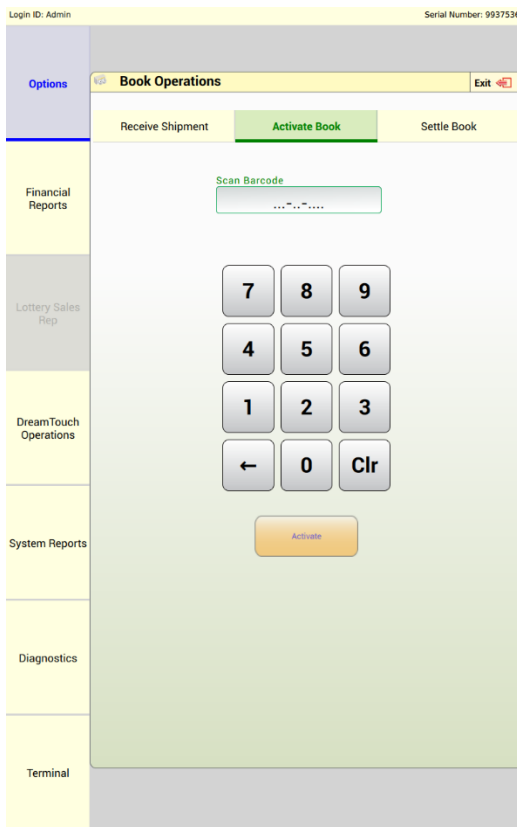 Login ID: Admin
Serial Number: 9937536
Options
Book Operations
Exit
Receive Shipment
Activate Book
Settle Book
Scan Barcode
...-..-....
Financial
Reports
7 8 9
Lottery Sales
Rep
4 5 6
1 2 3
DreamTouch
Operations
← 0 Clr
Activate
System Reports
Diagnostics
Terminal